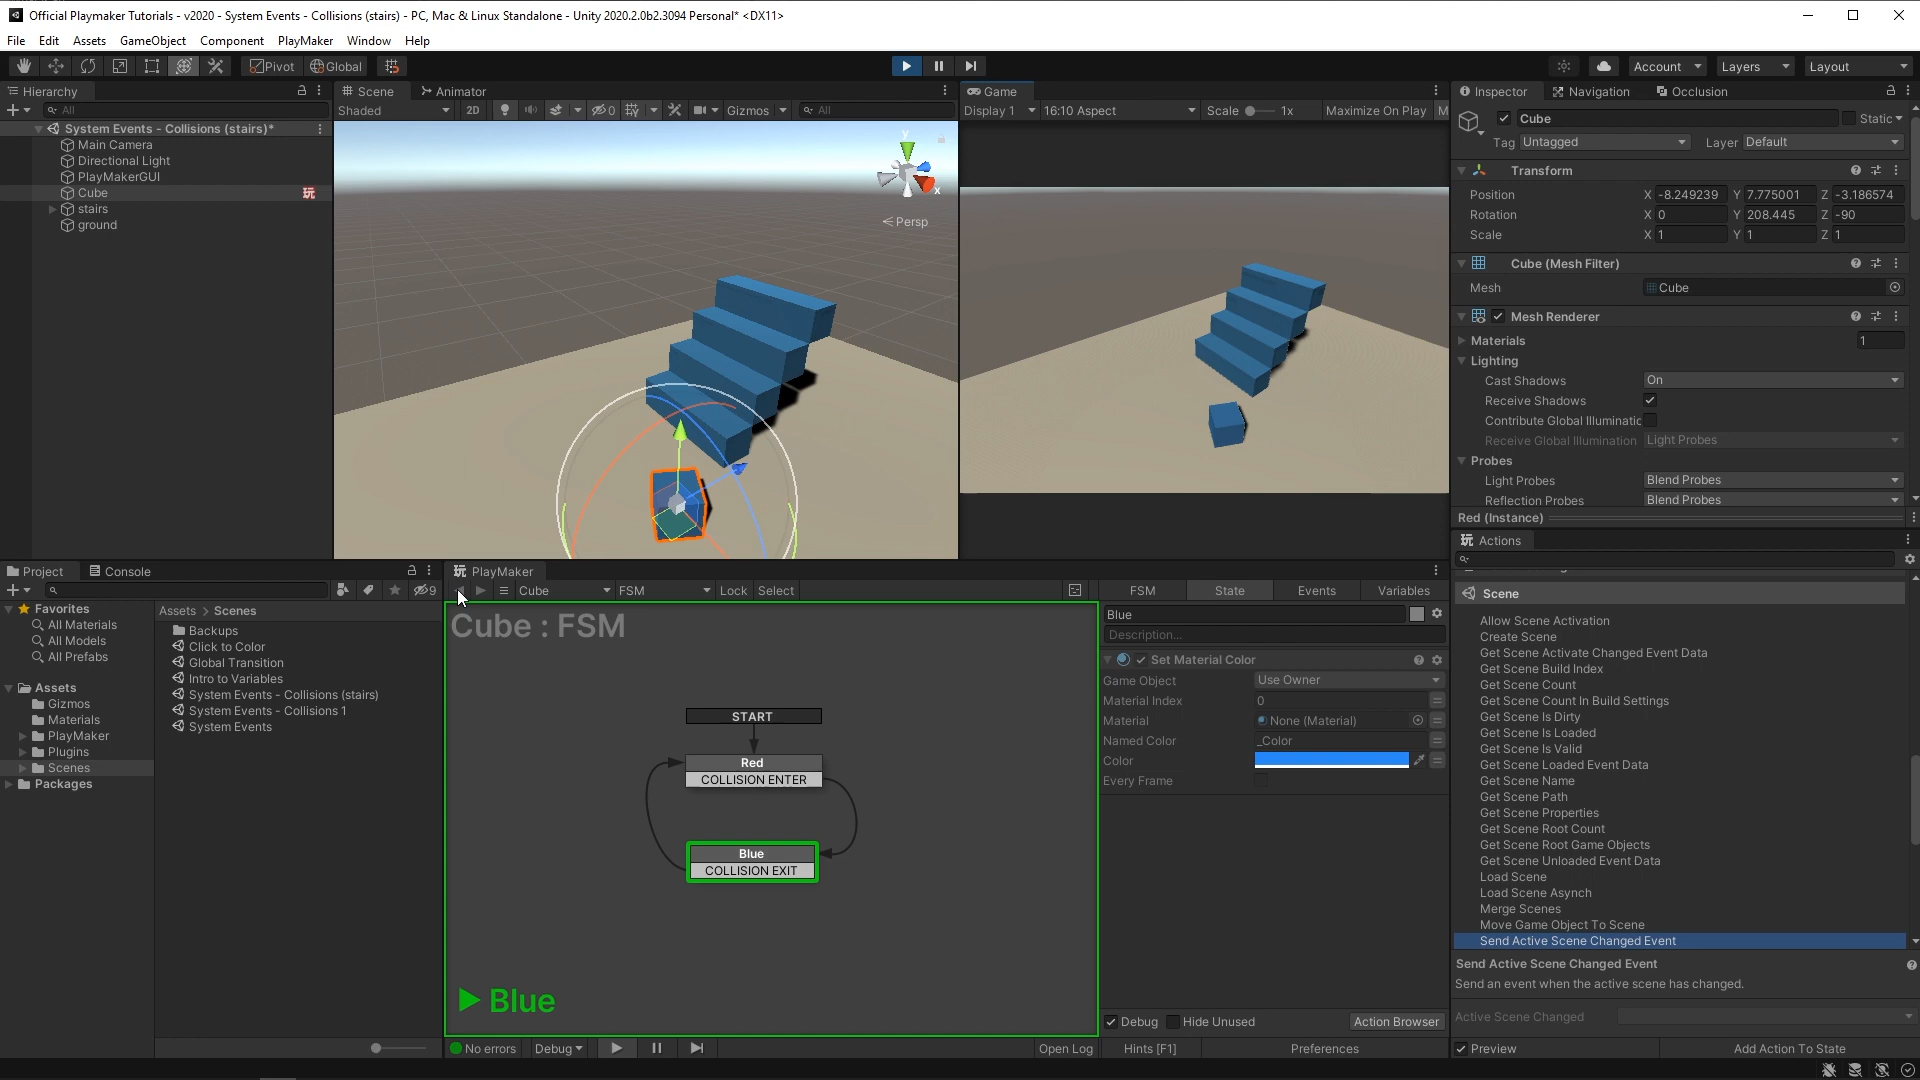 Official Playmaker Tutorials - v2020 - System Events - Collisions (stairs) - PC, Mac & Linux Standalone - Unity 2020.2.0b2.3094 Personal* <DX11>
File Edit Assets GameObject Component PlayMaker Window Help
Pivot Global Account Layers Layout
Hierarchy
All
System Events - Collisions (stairs)*
Main Camera
Directional Light
PlayMakerGUI
Cube
stairs
ground
Scene Animator
Shaded 2D 0 Gizmos All
y
x
Persp
Game
Display 1 16:10 Aspect Scale 1x Maximize On Play M
Inspector Navigation Occlusion
Cube Static
Tag Untagged Layer Default
Transform
Position X -8.249239 Y 7.775001 Z -3.186574
Rotation X 0 Y 208.445 Z -90
Scale X 1 Y 1 Z 1
Cube (Mesh Filter)
Mesh Cube
Mesh Renderer
Materials 1
Lighting
Cast Shadows On
Receive Shadows
Contribute Global Illuminatic
Receive Global Illumination Light Probes
Probes
Light Probes Blend Probes
Reflection Probes Blend Probes
Red (Instance)
Project Console
9
Favorites
All Materials
All Models
All Prefabs
Assets
Gizmos
Materials
PlayMaker
Plugins
Scenes
Packages
Assets > Scenes
Backups
Click to Color
Global Transition
Intro to Variables
System Events - Collisions (stairs)
System Events - Collisions 1
System Events
PlayMaker
Cube FSM Lock Select
Cube : FSM
START
Red
COLLISION ENTER
Blue
COLLISION EXIT
Blue
No errors Debug Open Log
FSM State Events Variables
Blue
Description...
Set Material Color
Game Object Use Owner
Material Index 0
Material None (Material)
Named Color _Color
Color
Every Frame
Debug Hide Unused Action Browser
Hints [F1] Preferences
Actions
Scene
Allow Scene Activation
Create Scene
Get Scene Activate Changed Event Data
Get Scene Build Index
Get Scene Count
Get Scene Count In Build Settings
Get Scene Is Dirty
Get Scene Is Loaded
Get Scene Is Valid
Get Scene Loaded Event Data
Get Scene Name
Get Scene Path
Get Scene Properties
Get Scene Root Count
Get Scene Root Game Objects
Get Scene Unloaded Event Data
Load Scene
Load Scene Asynch
Merge Scenes
Move Game Object To Scene
Send Active Scene Changed Event
Send Active Scene Changed Event
Send an event when the active scene has changed.
Active Scene Changed
Preview Add Action To State